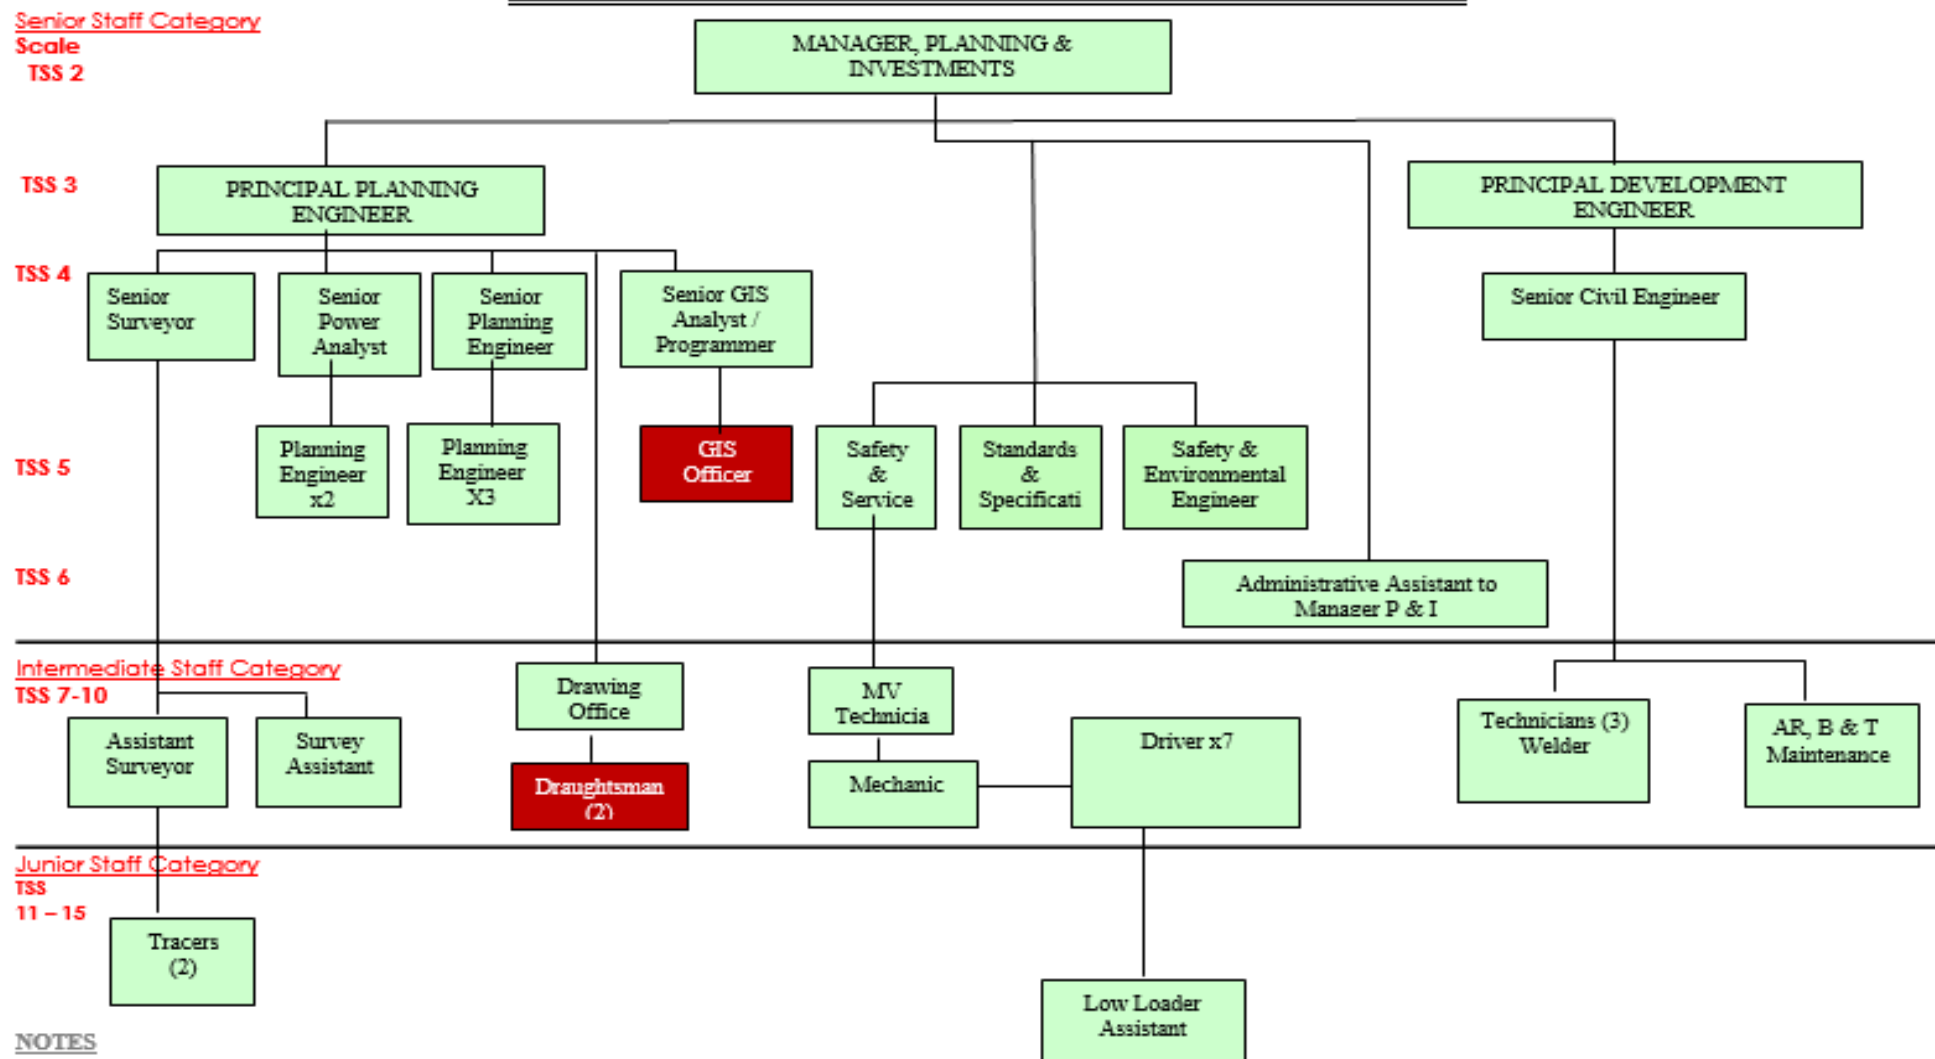 Senior Staff Category
Scale
TSS 2
MANAGER, PLANNING &
INVESTMENTS
TSS 3
PRINCIPAL PLANNING
ENGINEER
PRINCIPAL DEVELOPMENT
ENGINEER
TSS 4
Senior
Surveyor
Senior
Power
Analyst
Senior
Planning
Engineer
Senior GIS
Analyst /
Programmer
Senior Civil Engineer
TSS 5
Planning
Engineer
x2
Planning
Engineer
X3
GIS
Officer
Safety
&
Service
Standards
&
Specificati
Safety &
Environmental
Engineer
TSS 6
Administrative Assistant to
Manager P & I
Intermediate Staff Category
TSS 7-10
Drawing
Office
MV
Technicia
Driver x7
Technicians (3)
Welder
AR, B & T
Maintenance
Assistant
Surveyor
Survey
Assistant
Draughtsman
(2)
Mechanic
Junior Staff Category
TSS
11 – 15
Tracers
(2)
Low Loader
Assistant
NOTES